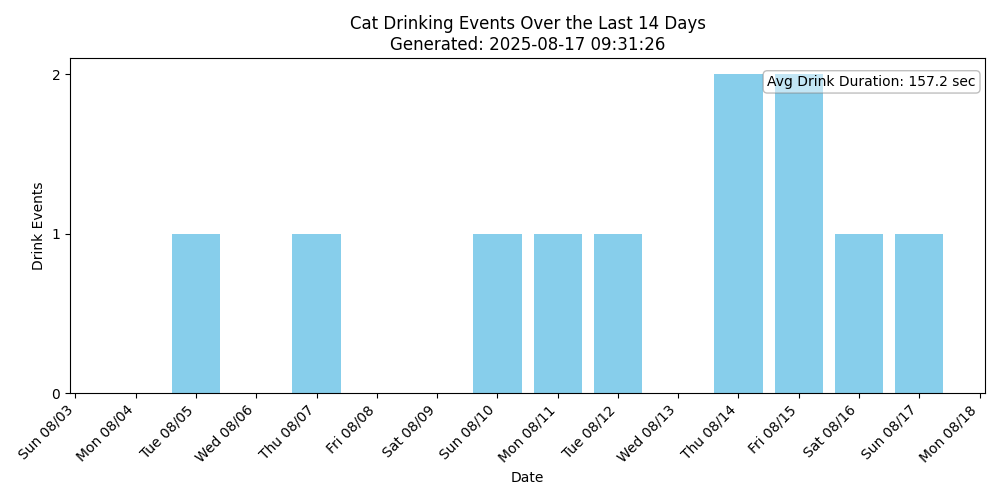 Cat Drinking Events Over the Last 14 Days
Generated: 2025-08-17 09:31:26
Avg Drink Duration: 157.2 sec
Drink Events
2
1
0
Sun 08/03
Mon 08/04
Tue 08/05
Wed 08/06
Thu 08/07
Fri 08/08
Sat 08/09
Sun 08/10
Mon 08/11
Tue 08/12
Wed 08/13
Thu 08/14
Fri 08/15
Sat 08/16
Sun 08/17
Mon 08/18
Date